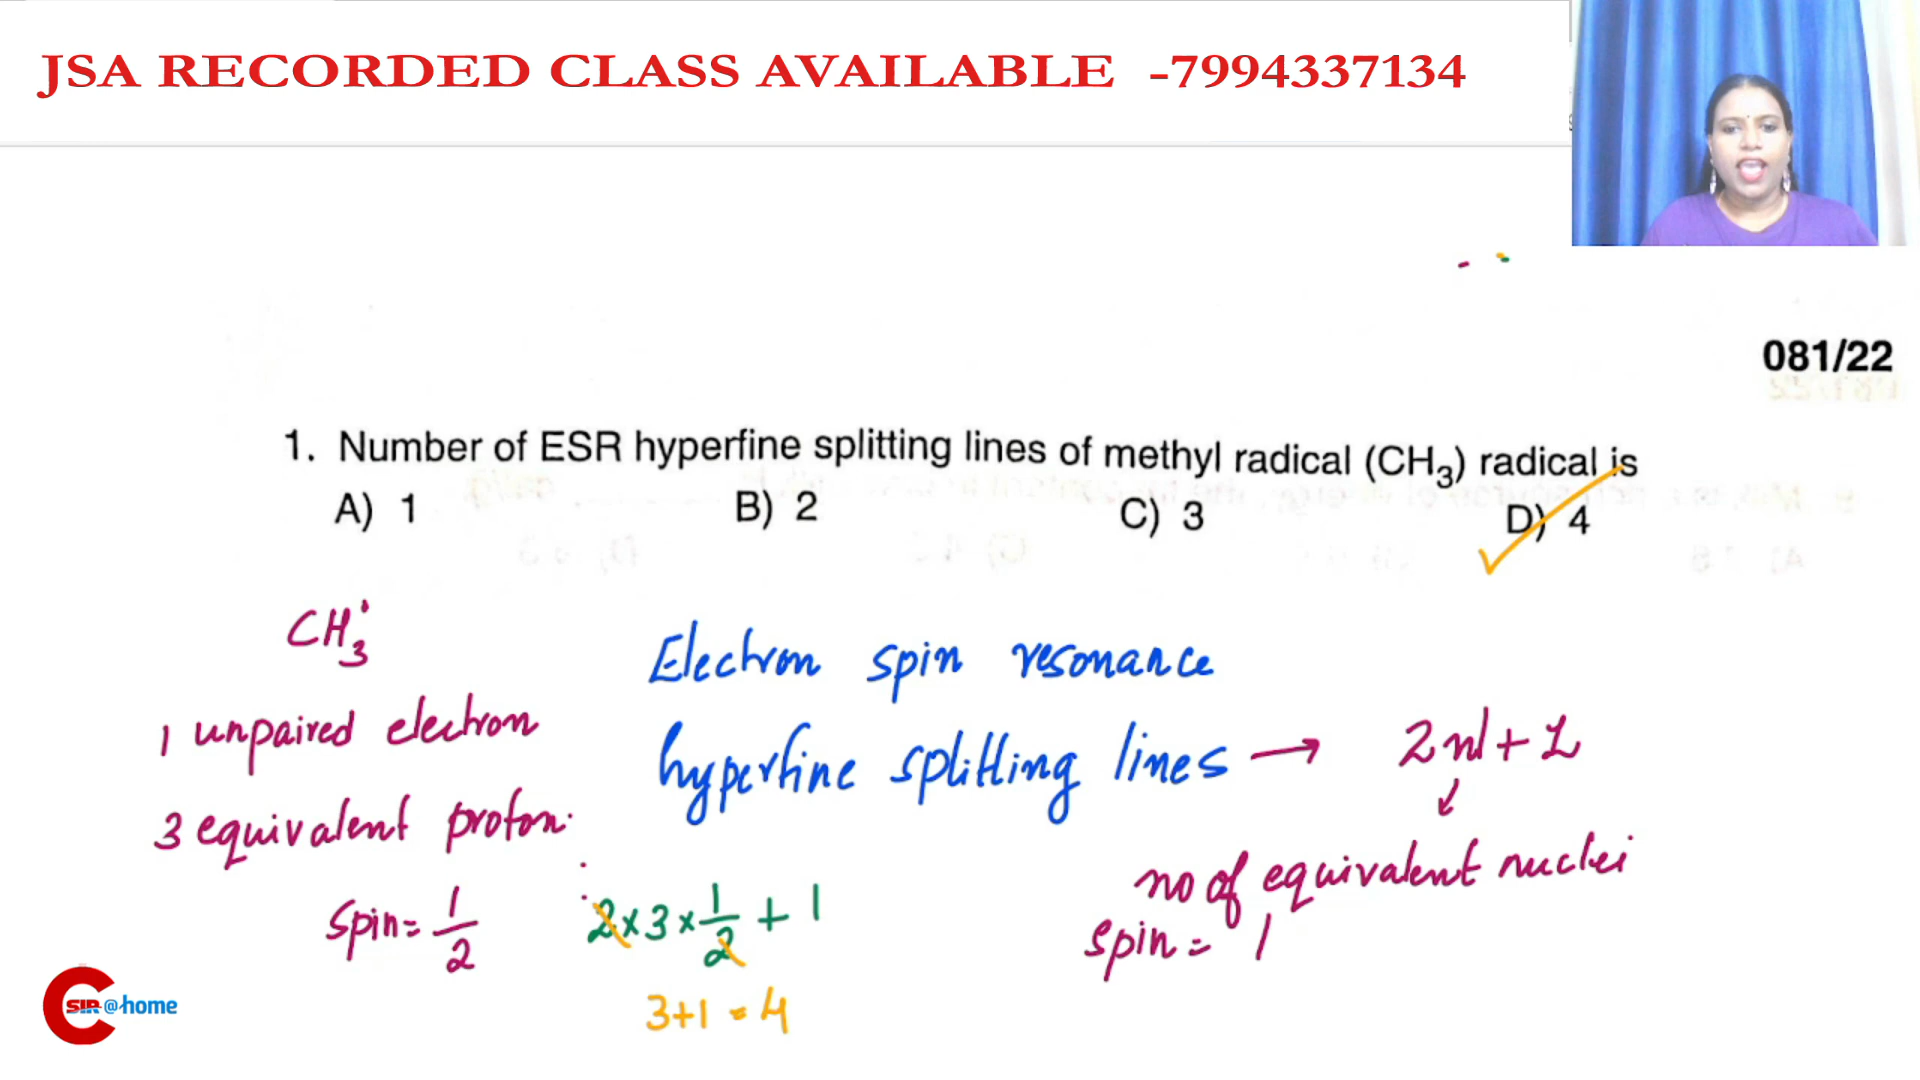 JSA RECORDED CLASS AVAILABLE -7994337134
081/22
1. Number of ESR hyperfine splitting lines of methyl radical (CH₃) radical is
A) 1 B) 2 C) 3 D) 4
CH₃•
Electron spin resonance
1 unpaired electron
hyperfine splitting lines → 2nI+1
3 equivalent proton.
no of equivalent nuclei
spin = 1/2
2×3×1/2 + 1
spin = I
3+1 = 4
CSIR@home